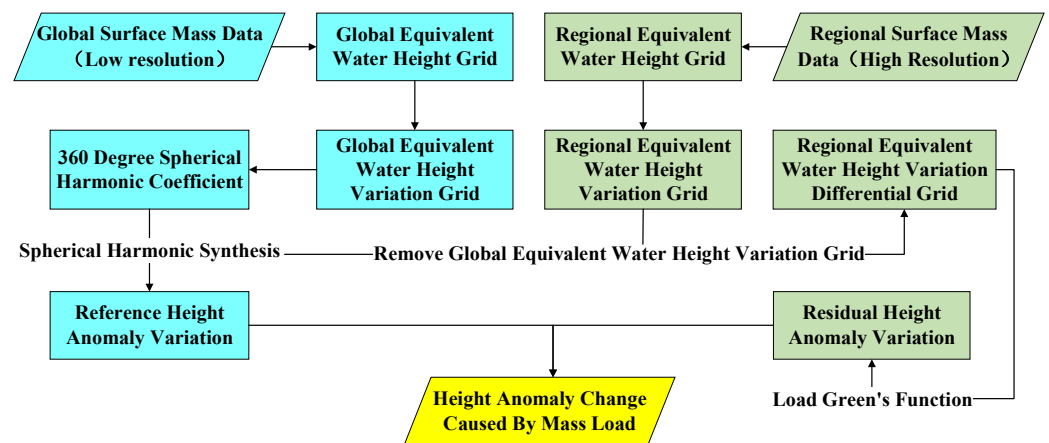 Global Surface Mass Data
（Low resolution）
Global Equivalent
Water Height Grid
Regional Equivalent
Water Height Grid
Regional Surface Mass
Data（High Resolution）
360 Degree Spherical
Harmonic Coefficient
Global Equivalent
Water Height
Variation Grid
Regional Equivalent
Water Height
Variation Grid
Regional Equivalent
Water Height Variation
Differential Grid
Spherical Harmonic Synthesis
Remove Global Equivalent Water Height Variation Grid
Reference Height
Anomaly Variation
Residual Height
Anomaly Variation
Height Anomaly Change
Caused By Mass Load
Load Green's Function